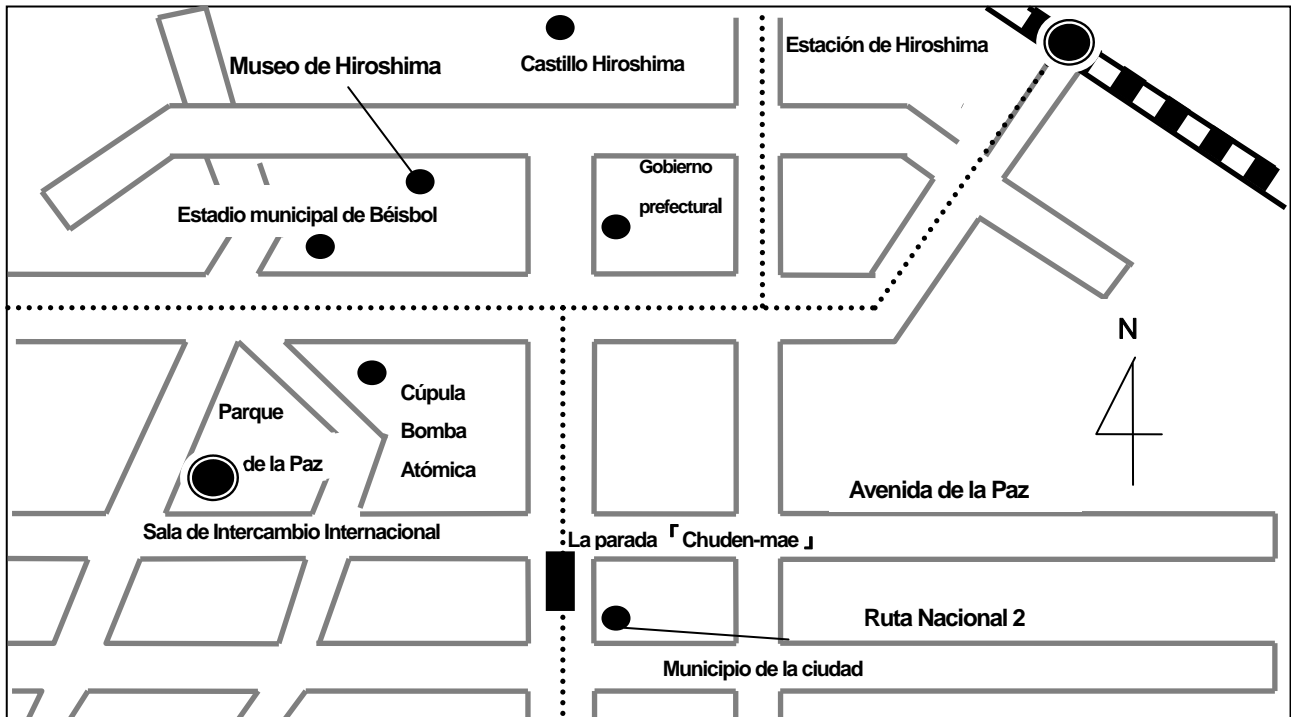 Estación de Hiroshima
Museo de Hiroshima
Castillo Hiroshima
Gobierno
prefectural
Estadio municipal de Béisbol
N
Cúpula
Bomba
Atómica
Parque
de la Paz
Avenida de la Paz
Sala de Intercambio Internacional
La parada「Chuden-mae」
Ruta Nacional 2
Municipio de la ciudad